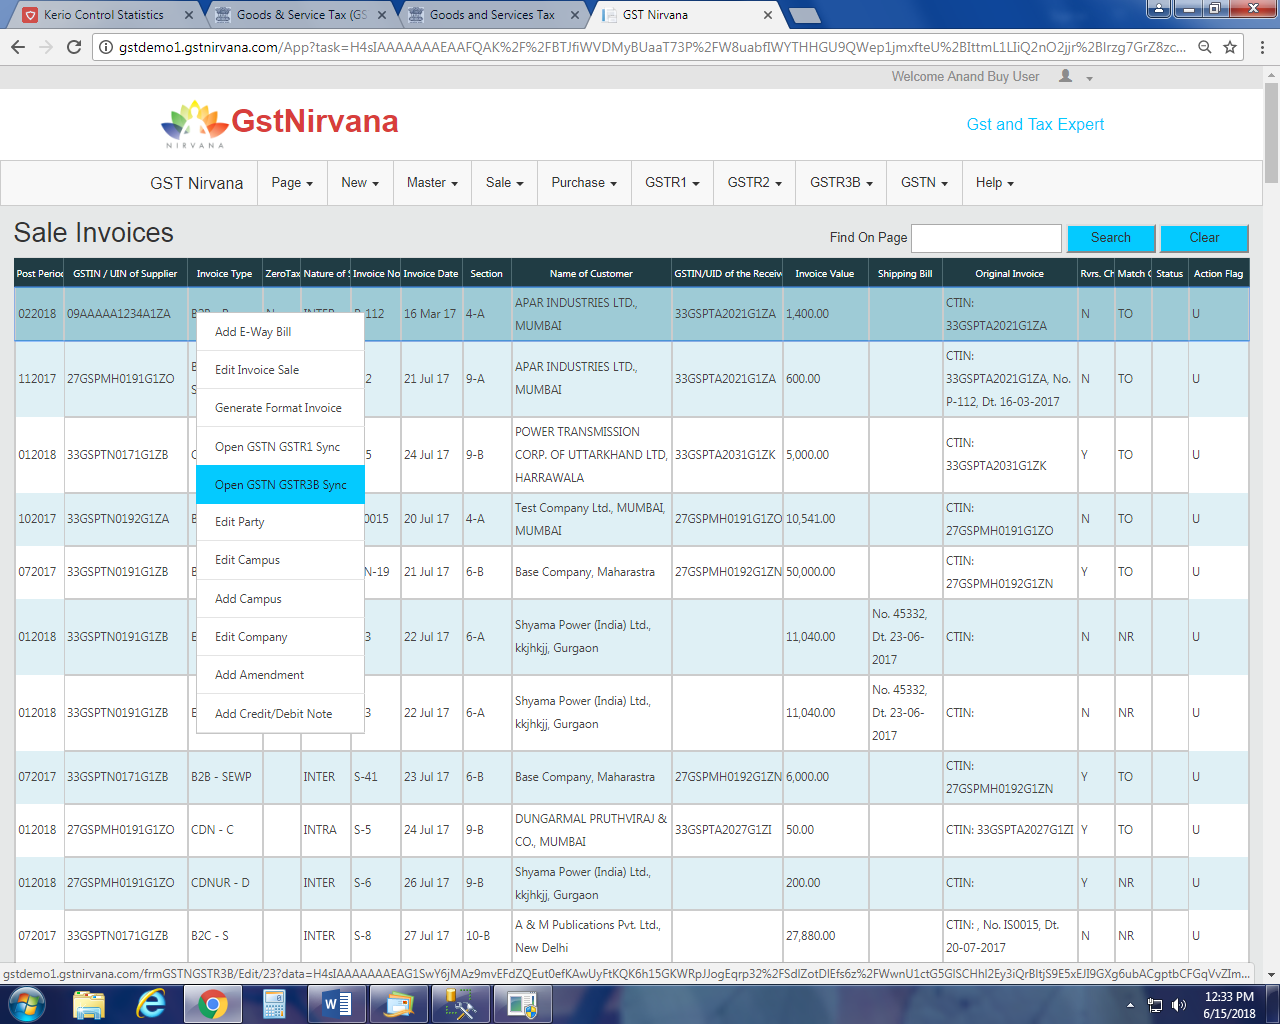 Kerio Control Statistics
Goods & Service Tax (GS
Goods and Services Tax
GST Nirvana
gstdemo1.gstnirvana.com/App?task=H4sIAAAAAAAEAAFQAK%2F%2FBTJfiWVDMyBUaaT73P%2FW8uabfIWYTHHGU9QWep1jmxfteU%2BIttmL1LIiQ2nO2jjr%2BIrzg7GrZ8zc...
Welcome Anand Buy User
GstNirvana
NIRVANA
Gst and Tax Expert
GST Nirvana Page New Master Sale Purchase GSTR1 GSTR2 GSTR3B GSTN Help
Sale Invoices
Find On Page Search Clear
Post Period GSTIN / UIN of Supplier Invoice Type ZeroTax Nature of S Invoice No Invoice Date Section Name of Customer GSTIN/UID of the Receive Invoice Value Shipping Bill Original Invoice Rvrs. Ch Match Status Action Flag
022018 09AAAAA1234A1ZA 112 16 Mar 17 4-A APAR INDUSTRIES LTD., MUMBAI 33GSPTA2021G1ZA 1,400.00 CTIN: 33GSPTA2021G1ZA N TO U
112017 27GSPMH0191G1ZO 2 21 Jul 17 9-A APAR INDUSTRIES LTD., MUMBAI 33GSPTA2021G1ZA 600.00 CTIN: 33GSPTA2021G1ZA, No. P-112, Dt. 16-03-2017 N TO U
012018 33GSPTN0171G1ZB 5 24 Jul 17 9-B POWER TRANSMISSION CORP. OF UTTARKHAND LTD, HARRAWALA 33GSPTA2031G1ZK 5,000.00 CTIN: 33GSPTA2031G1ZK Y TO U
102017 33GSPTN0192G1ZA 0015 20 Jul 17 4-A Test Company Ltd., MUMBAI, MUMBAI 27GSPMH0191G1ZO 10,541.00 CTIN: 27GSPMH0191G1ZO N TO U
072017 33GSPTN0191G1ZB N-19 21 Jul 17 6-B Base Company, Maharastra 27GSPMH0192G1ZN 50,000.00 CTIN: 27GSPMH0192G1ZN Y TO U
012018 33GSPTN0191G1ZB 3 22 Jul 17 6-A Shyama Power (India) Ltd., kkjhkjj, Gurgaon 11,040.00 No. 45332, Dt. 23-06-2017 CTIN: N NR U
012018 33GSPTN0191G1ZB 3 22 Jul 17 6-A Shyama Power (India) Ltd., kkjhkjj, Gurgaon 11,040.00 No. 45332, Dt. 23-06-2017 CTIN: N NR U
072017 33GSPTN0171G1ZB B2B - SEWP INTER S-41 23 Jul 17 6-B Base Company, Maharastra 27GSPMH0192G1ZN 6,000.00 CTIN: 27GSPMH0192G1ZN Y TO U
012018 27GSPMH0191G1ZO CDN - C INTRA S-5 24 Jul 17 9-B DUNGARMAL PRUTHVIRAJ & CO., MUMBAI 33GSPTA2027G1ZI 50.00 CTIN: 33GSPTA2027G1ZI Y TO U
012018 27GSPMH0191G1ZO CDNUR - D INTER S-6 26 Jul 17 9-B Shyama Power (India) Ltd., kkjhkjj, Gurgaon 200.00 CTIN: Y NR U
072017 33GSPTN0171G1ZB B2C - S INTER S-8 27 Jul 17 10-B A & M Publications Pvt. Ltd., New Delhi 27,880.00 CTIN: , No. IS0015, Dt. 20-07-2017 N NR U
Add E-Way Bill
Edit Invoice Sale
Generate Format Invoice
Open GSTN GSTR1 Sync
Open GSTN GSTR3B Sync
Edit Party
Edit Campus
Add Campus
Edit Company
Add Amendment
Add Credit/Debit Note
12:33 PM
6/15/2018